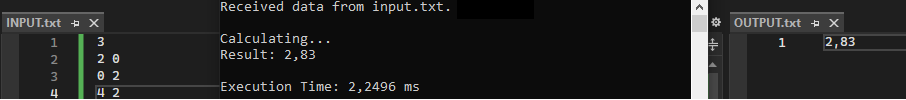 INPUT.txt
1 3
2 2 0
3 0 2
4 4 2
Received data from input.txt.
Calculating...
Result: 2,83
Execution Time: 2,2496 ms
OUTPUT.txt
1 2,83